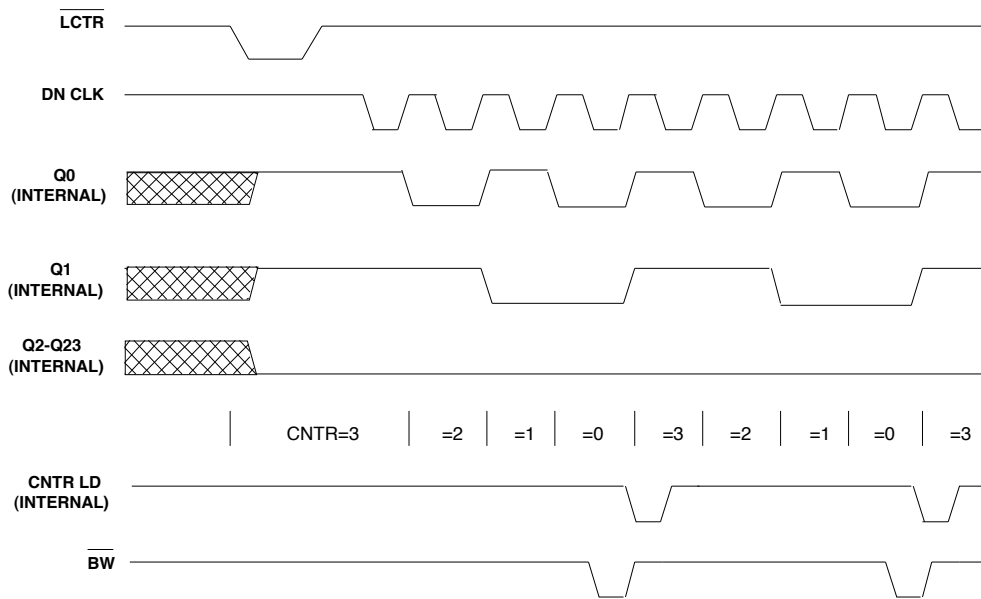 LCTR
DN CLK
Q0
(INTERNAL)
Q1
(INTERNAL)
Q2-Q23
(INTERNAL)
CNTR=3 =2 =1 =0 =3 =2 =1 =0 =3
CNTR LD
(INTERNAL)
BW